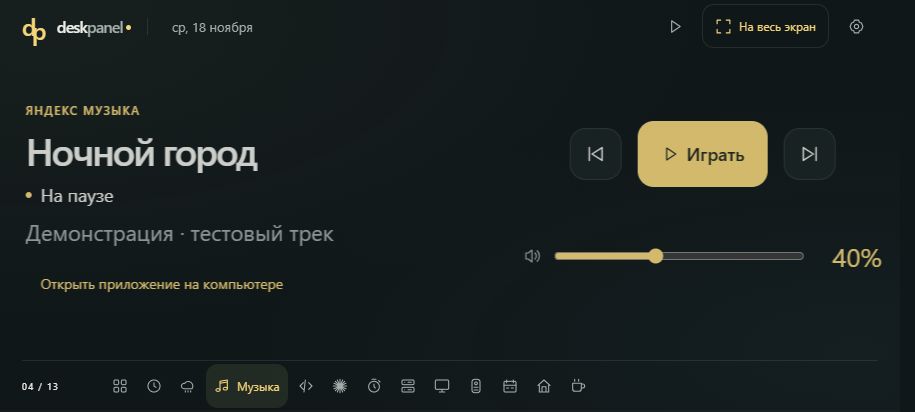 dp deskpanel ср, 18 ноября На весь экран
ЯНДЕКС МУЗЫКА
Ночной город
На паузе
Демонстрация · тестовый трек
Открыть приложение на компьютере
Играть
40%
04 / 13 Музыка